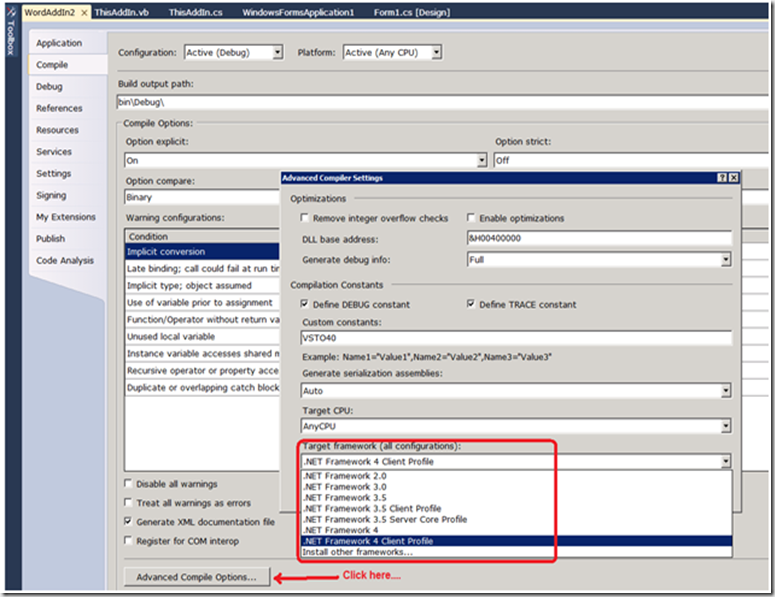 WordAddIn2 ✕ ThisAddIn.vb ThisAddIn.cs WindowsFormsApplication1 Form1.cs [Design]
Toolbox
Application
Compile
Debug
References
Resources
Services
Settings
Signing
My Extensions
Publish
Code Analysis
Configuration: Active (Debug) Platform: Active (Any CPU)
Build output path:
bin\Debug\
Compile Options:
Option explicit: Option strict:
On Off
Option compare:
Binary
Warning configurations:
Condition
Implicit conversion
Late binding; call could fail at run tim
Implicit type; object assumed
Use of variable prior to assignment
Function/Operator without return va
Unused local variable
Instance variable accesses shared m
Recursive operator or property acce
Duplicate or overlapping catch block
Disable all warnings
Treat all warnings as errors
Generate XML documentation file
Register for COM interop
Advanced Compile Options...
Click here....
Advanced Compiler Settings
Optimizations
Remove integer overflow checks Enable optimizations
DLL base address: &H00400000
Generate debug info: Full
Compilation Constants
Define DEBUG constant Define TRACE constant
Custom constants:
VSTO40
Example: Name1="Value1",Name2="Value2",Name3="Value3"
Generate serialization assemblies:
Auto
Target CPU:
AnyCPU
Target framework (all configurations):
.NET Framework 4 Client Profile
.NET Framework 2.0
.NET Framework 3.0
.NET Framework 3.5
.NET Framework 3.5 Client Profile
.NET Framework 3.5 Server Core Profile
.NET Framework 4
.NET Framework 4 Client Profile
Install other frameworks...